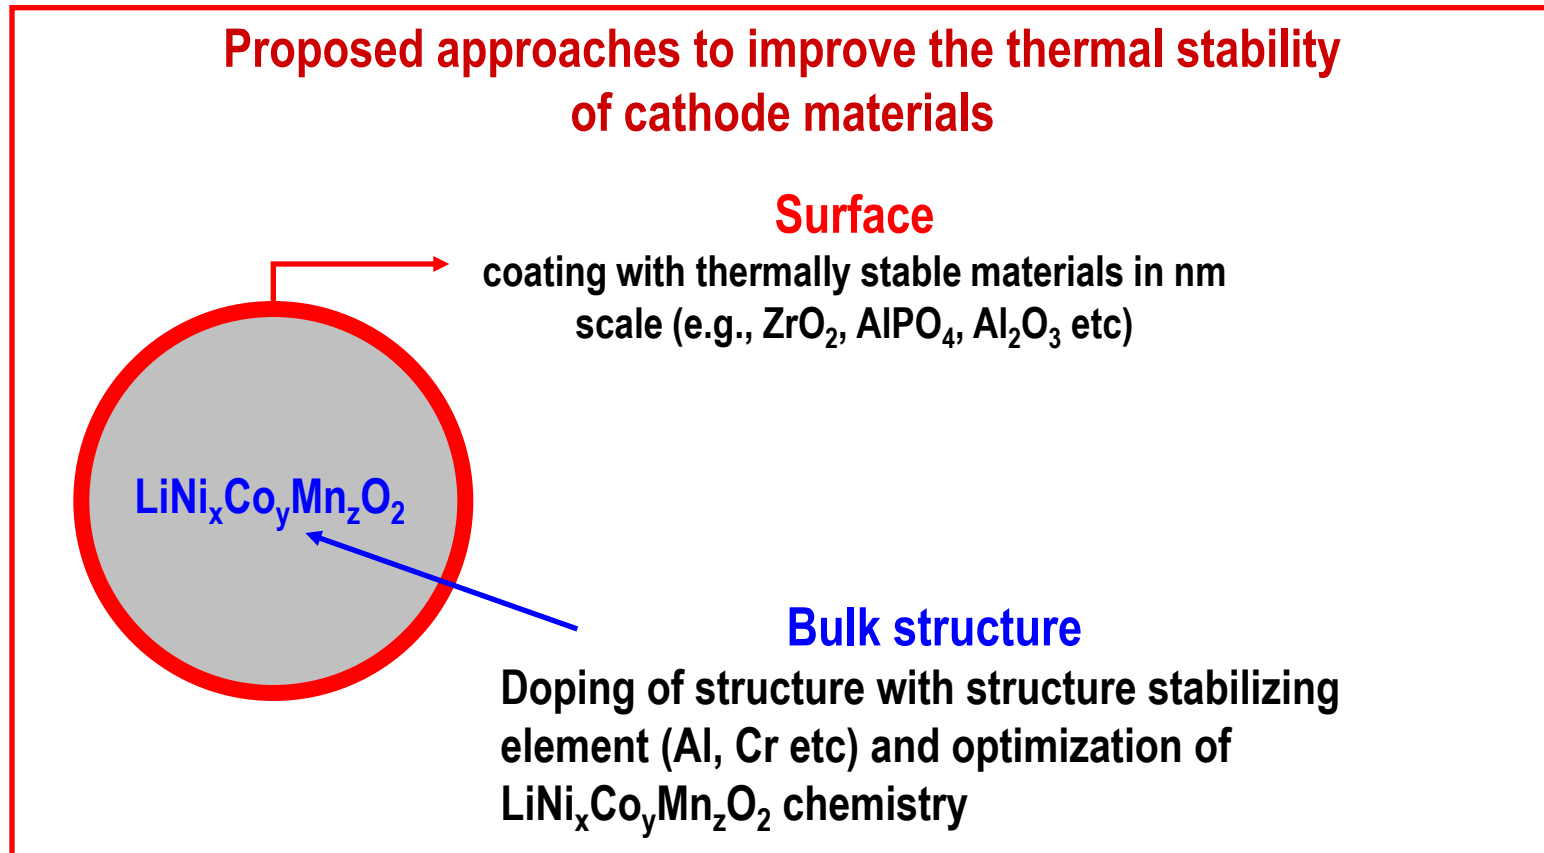 Proposed approaches to improve the thermal stability
of cathode materials
Surface
coating with thermally stable materials in nm
scale (e.g., ZrO₂, AlPO₄, Al₂O₃ etc)
LiNiₓCoᵧMn_zO₂
Bulk structure
Doping of structure with structure stabilizing
element (Al, Cr etc) and optimization of
LiNiₓCoᵧMn_zO₂ chemistry